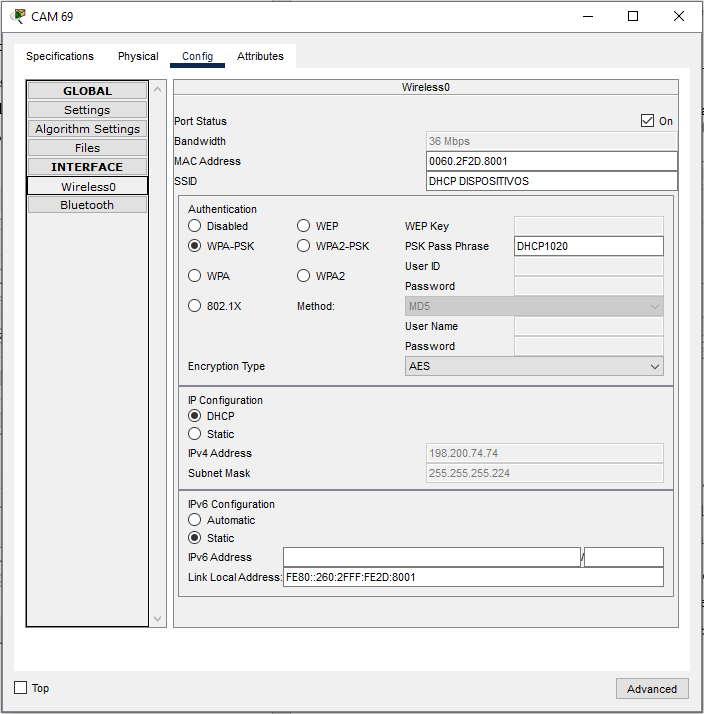 CAM 69
Specifications Physical Config Attributes
GLOBAL
Settings
Algorithm Settings
Files
INTERFACE
Wireless0
Bluetooth
Wireless0
Port Status On
Bandwidth 36 Mbps
MAC Address 0060.2F2D.8001
SSID DHCP DISPOSITIVOS
Authentication
Disabled WEP WEP Key
WPA-PSK WPA2-PSK PSK Pass Phrase DHCP1020
User ID
WPA WPA2
Password
802.1X Method: MD5
User Name
Password
Encryption Type AES
IP Configuration
DHCP
Static
IPv4 Address 198.200.74.74
Subnet Mask 255.255.255.224
IPv6 Configuration
Automatic
Static
IPv6 Address /
Link Local Address: FE80::260:2FFF:FE2D:8001
Top Advanced